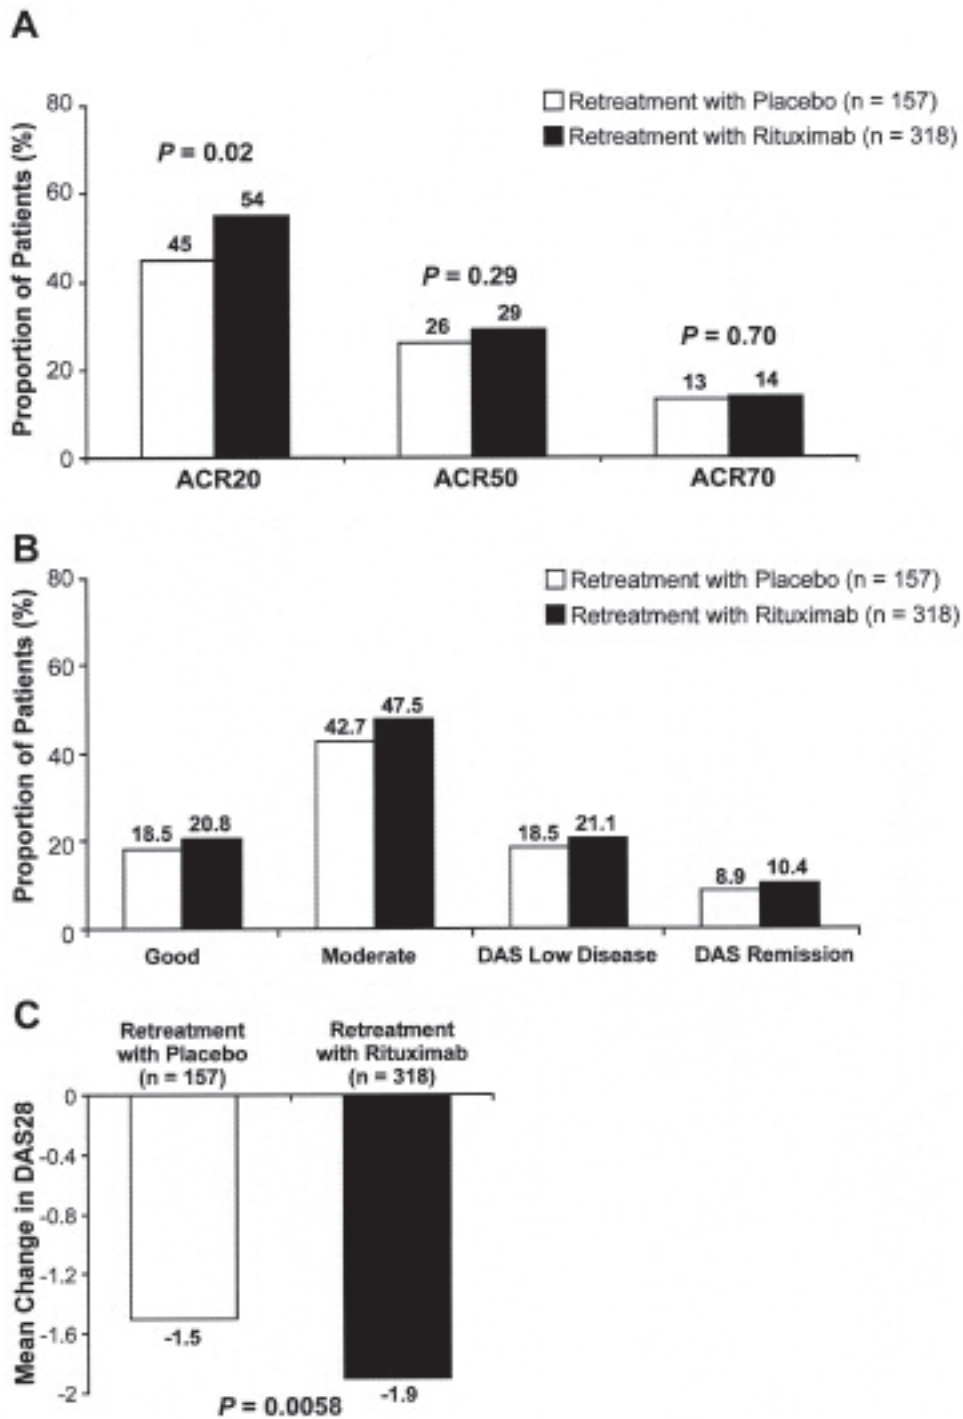 A
Retreatment with Placebo (n = 157)
Retreatment with Rituximab (n = 318)
Proportion of Patients (%)
80
60
40
20
0
P = 0.02
45
54
P = 0.29
26
29
P = 0.70
13
14
ACR20
ACR50
ACR70
B
Retreatment with Placebo (n = 157)
Retreatment with Rituximab (n = 318)
Proportion of Patients (%)
80
60
40
20
0
18.5
20.8
42.7
47.5
18.5
21.1
8.9
10.4
Good
Moderate
DAS Low Disease
DAS Remission
C
Retreatment
with Placebo
(n = 157)
Retreatment
with Rituximab
(n = 318)
Mean Change in DAS28
0
-0.4
-0.8
-1.2
-1.6
-2
-1.5
-1.9
P = 0.0058